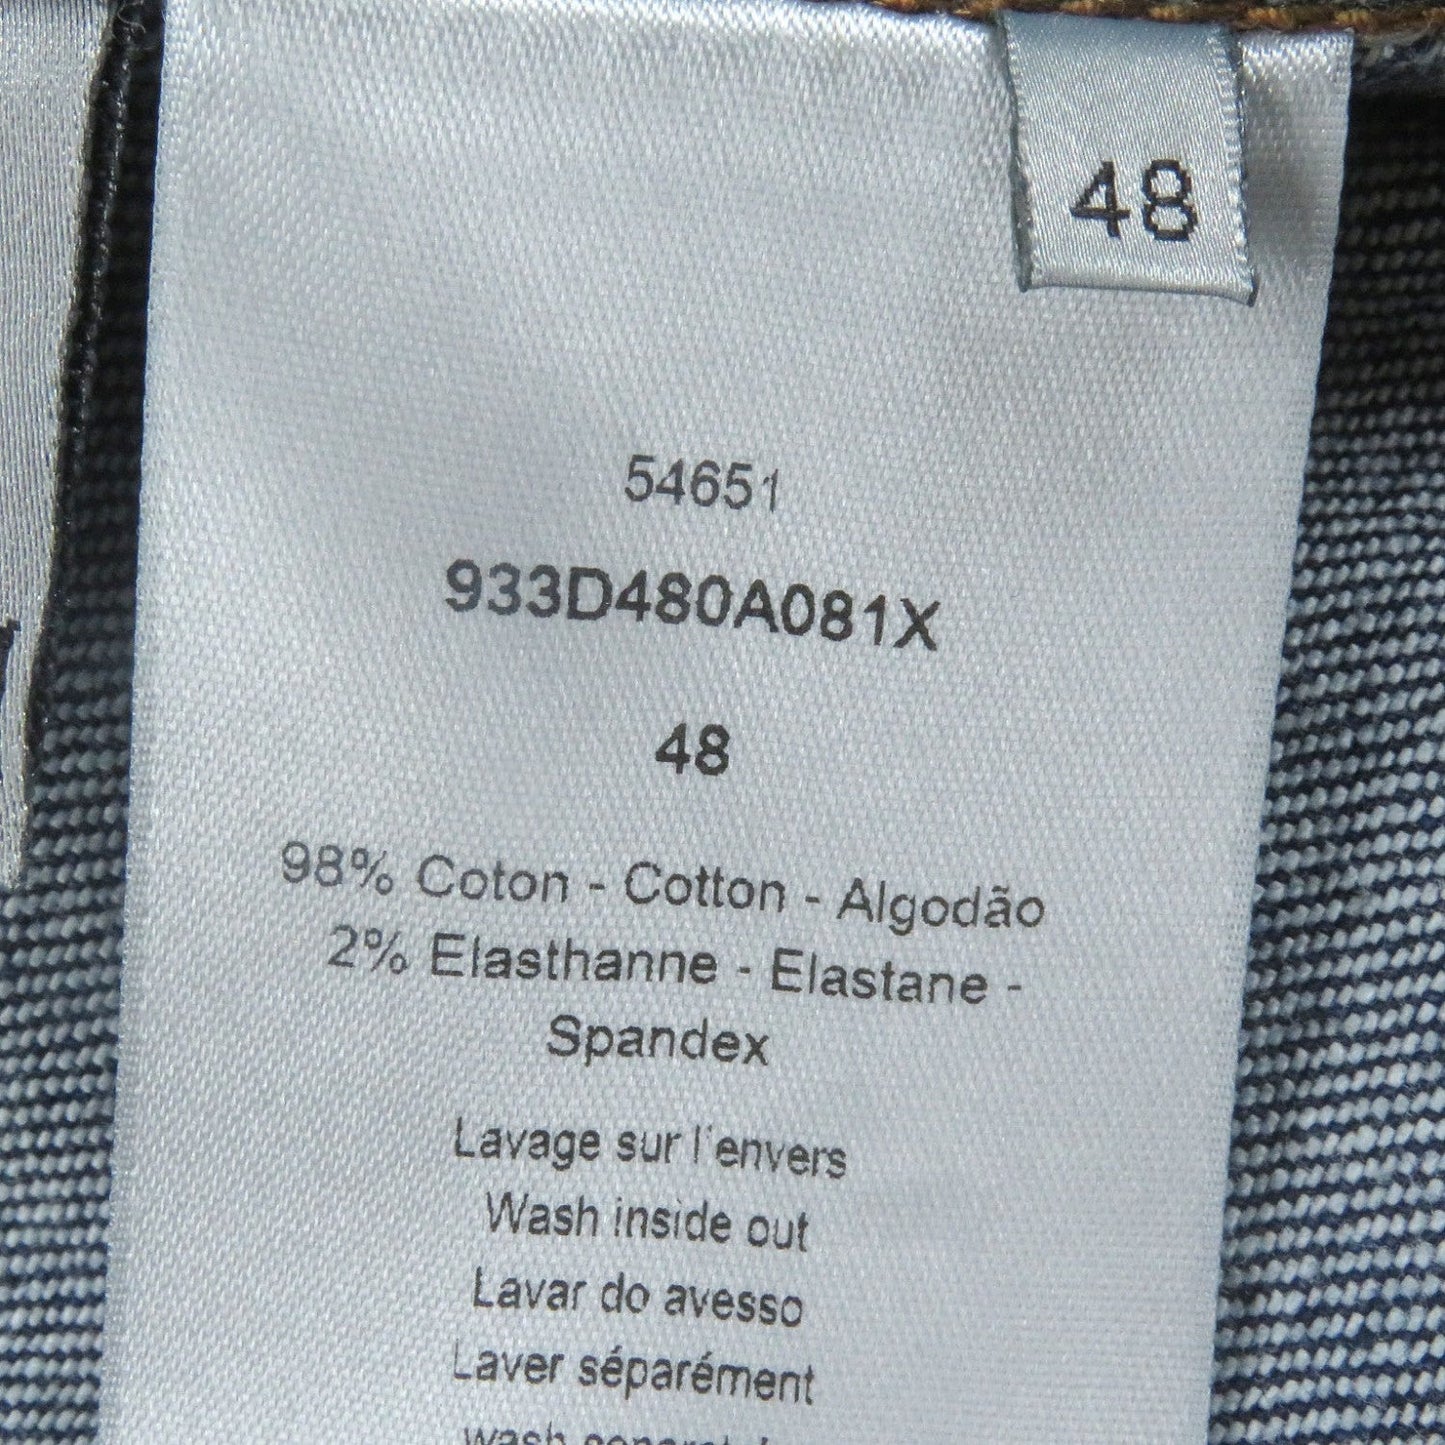 48
54651
933D480A081X
48
98% Coton - Cotton - Algodão
2% Elasthanne - Elastane -
Spandex
Lavage sur l'envers
Wash inside out
Lavar do avesso
Laver séparément
wash